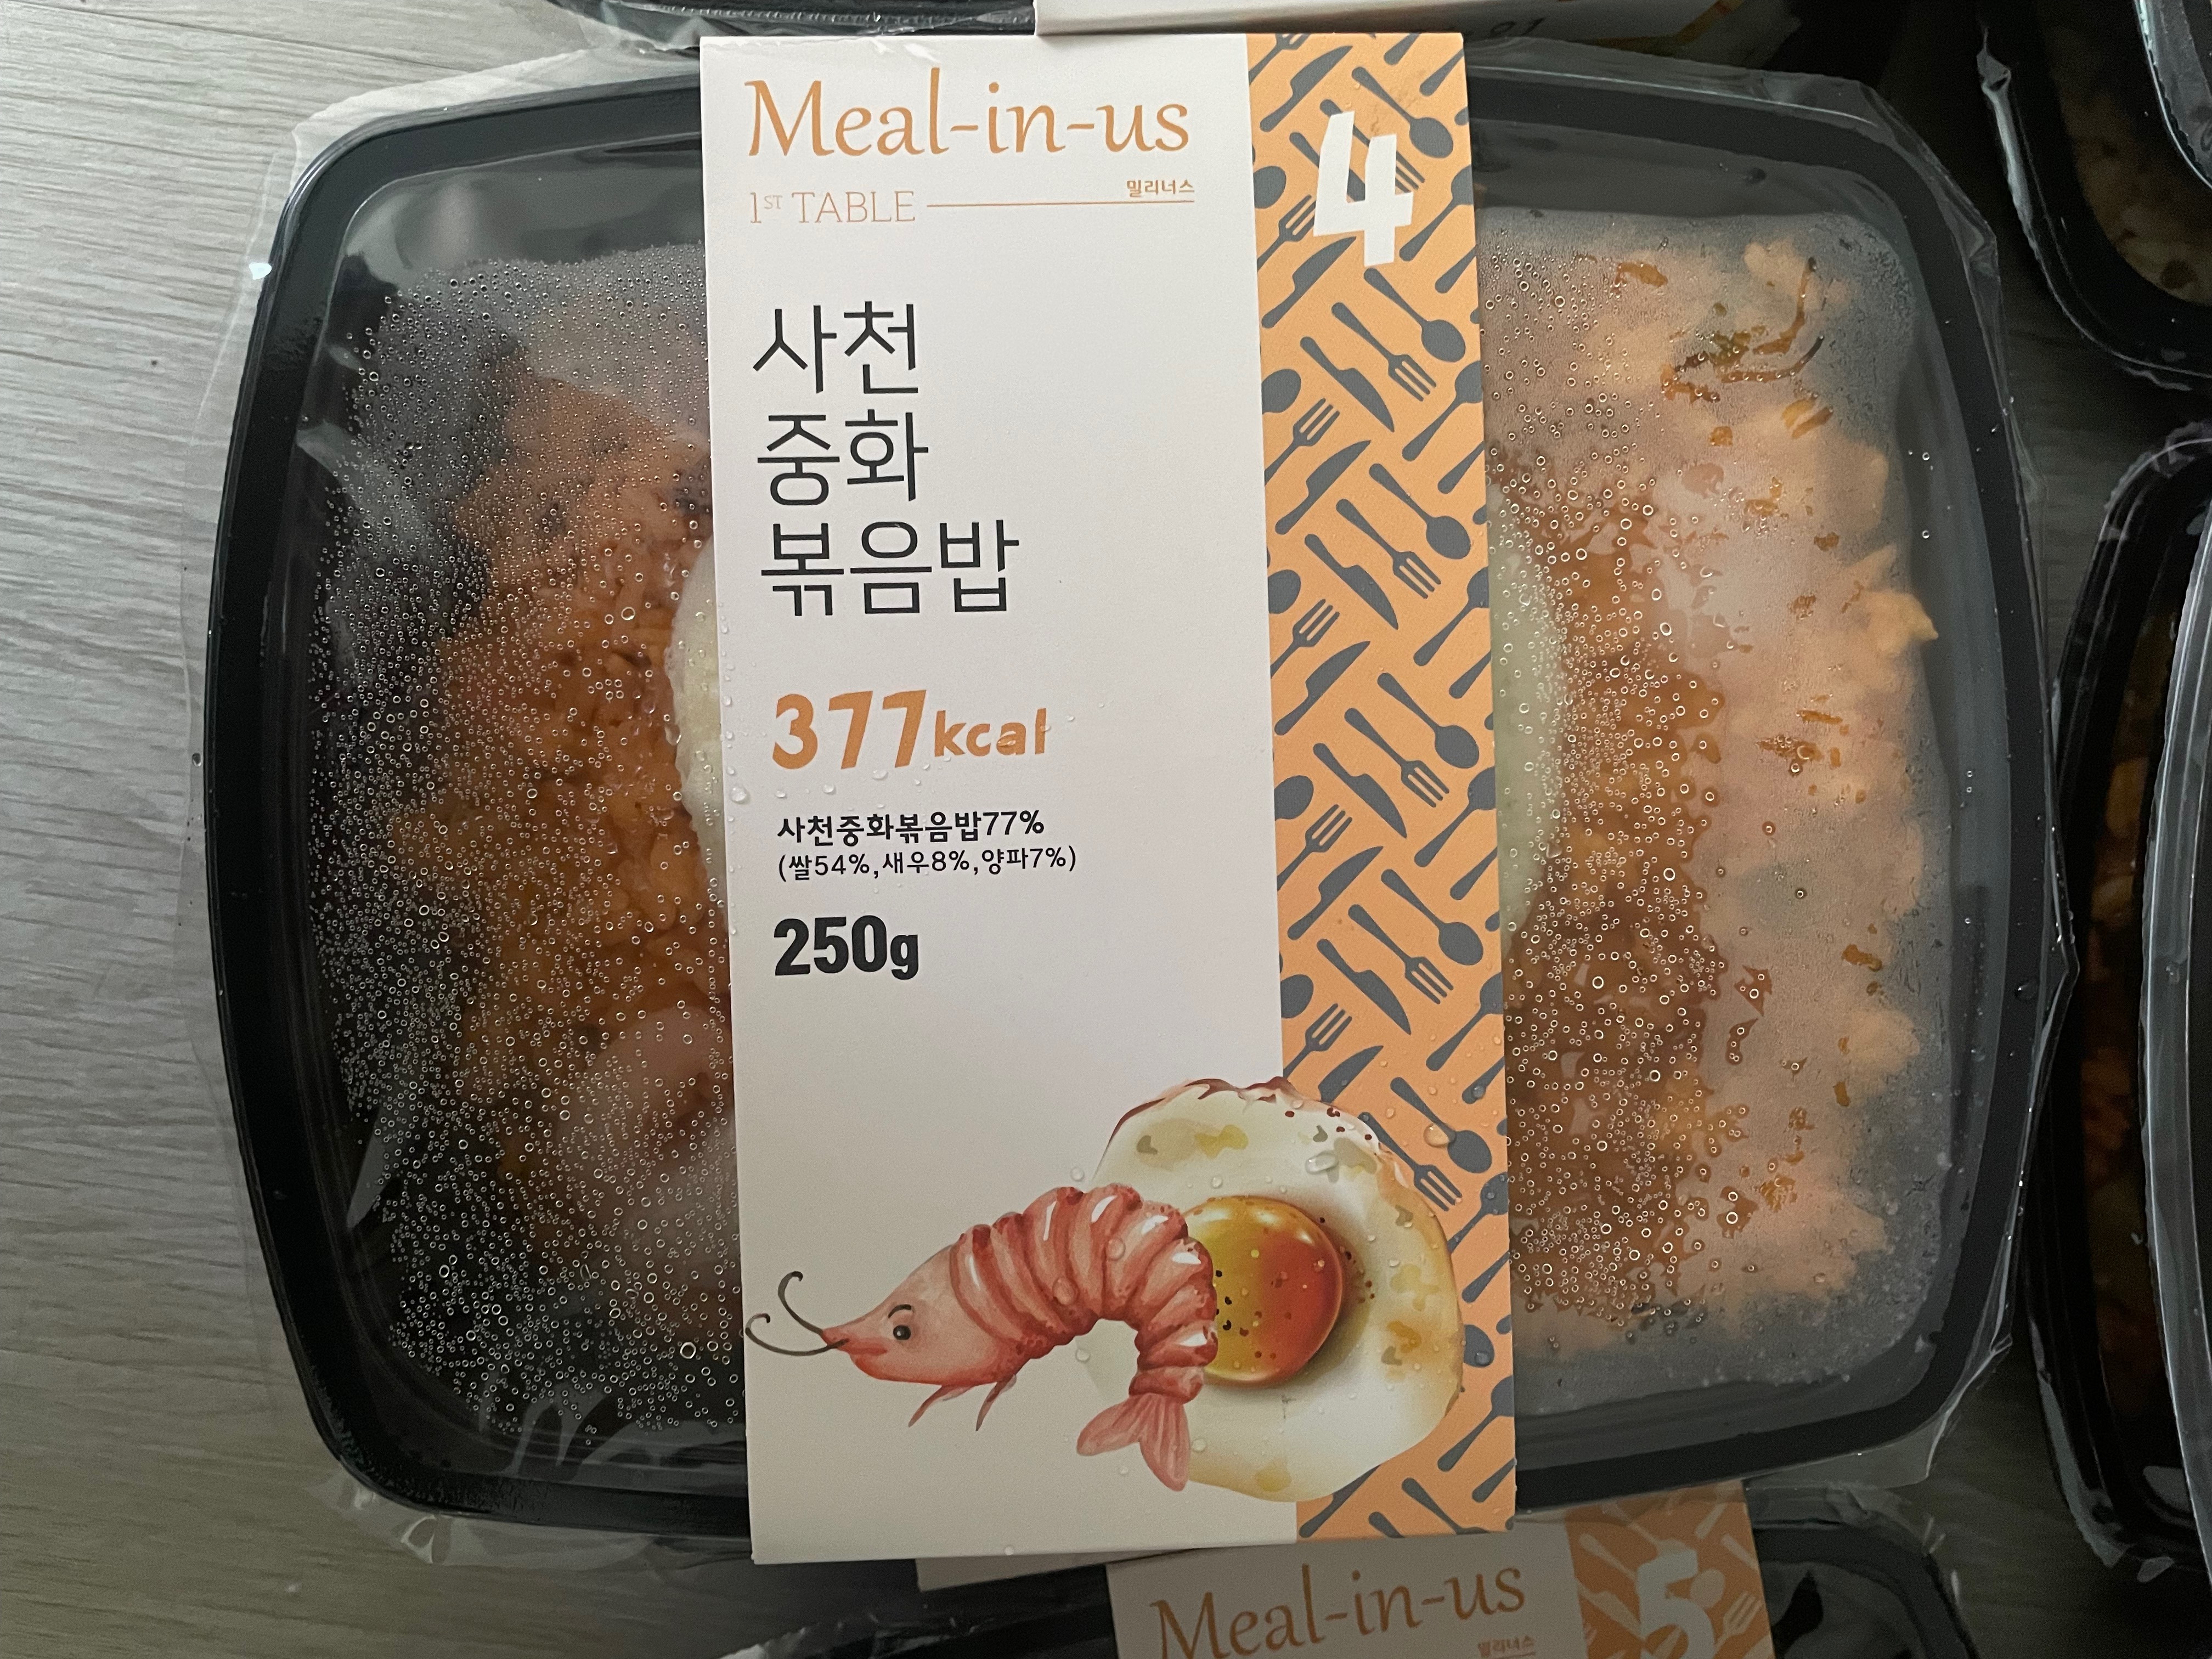 Meal-in-us
밀리너스
1ST TABLE
4
사천
중화
볶음밥
377kcal
사천중화볶음밥77%
(쌀54%,새우8%,양파7%)
250g
Meal-in-us
밀리너스
5